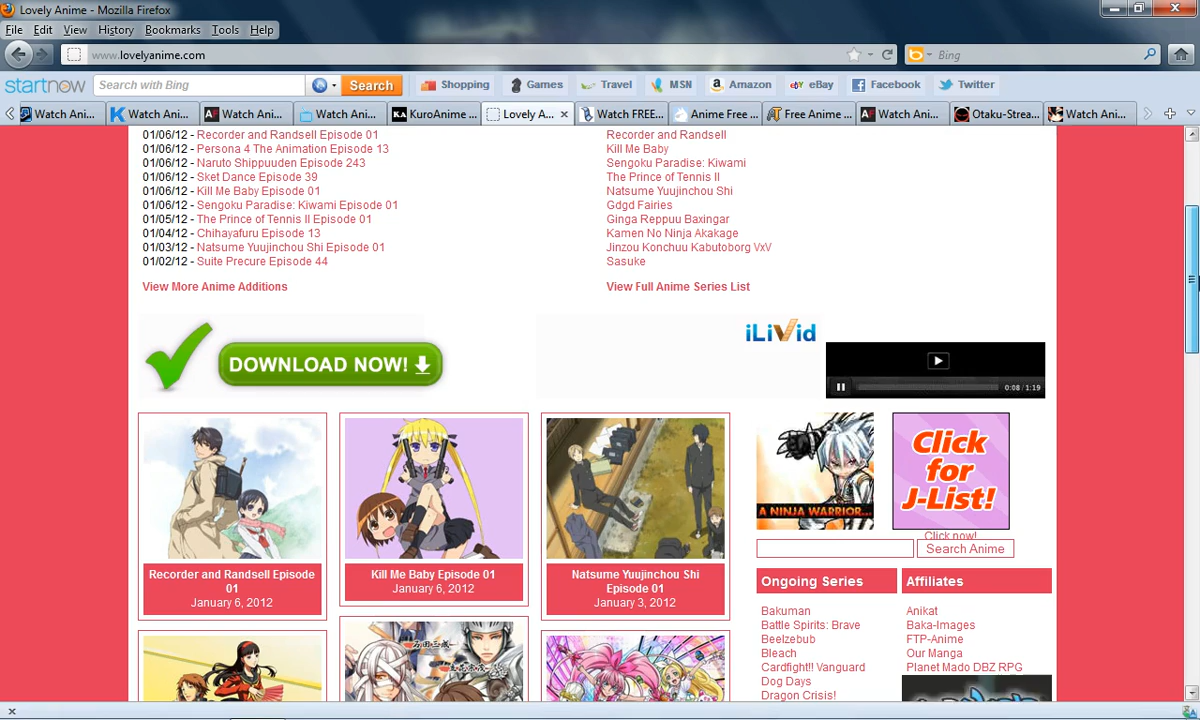 Lovely Anime - Mozilla Firefox
File Edit View History Bookmarks Tools Help
www.lovelyanime.com
Bing
startnow Search with Bing Search Shopping Games Travel MSN Amazon eBay Facebook Twitter
Watch Ani... Watch Ani... Watch Ani... Watch Ani... KuroAnime ... Lovely A... Watch FREE... Anime Free ... Free Anime ... Watch Ani... Otaku-Strea... Watch Ani...
01/06/12 - Recorder and Randsell Episode 01
01/06/12 - Persona 4 The Animation Episode 13
01/06/12 - Naruto Shippuuden Episode 243
01/06/12 - Sket Dance Episode 39
01/06/12 - Kill Me Baby Episode 01
01/06/12 - Sengoku Paradise: Kiwami Episode 01
01/05/12 - The Prince of Tennis II Episode 01
01/04/12 - Chihayafuru Episode 13
01/03/12 - Natsume Yuujinchou Shi Episode 01
01/02/12 - Suite Precure Episode 44
View More Anime Additions
Recorder and Randsell
Kill Me Baby
Sengoku Paradise: Kiwami
The Prince of Tennis II
Natsume Yuujinchou Shi
Gdgd Fairies
Ginga Reppuu Baxingar
Kamen No Ninja Akakage
Jinzou Konchuu Kabutoborg VxV
Sasuke
View Full Anime Series List
DOWNLOAD NOW!
iLiVid
0:08 / 1:19
Recorder and Randsell Episode
01
January 6, 2012
Kill Me Baby Episode 01
January 6, 2012
Natsume Yuujinchou Shi
Episode 01
January 3, 2012
A NINJA WARRIOR...
Click
for
J-List!
Click now!
Search Anime
Ongoing Series
Bakuman
Battle Spirits: Brave
Beelzebub
Bleach
Cardfight!! Vanguard
Dog Days
Dragon Crisis!
Affiliates
Anikat
Baka-Images
FTP-Anime
Our Manga
Planet Mado DBZ RPG